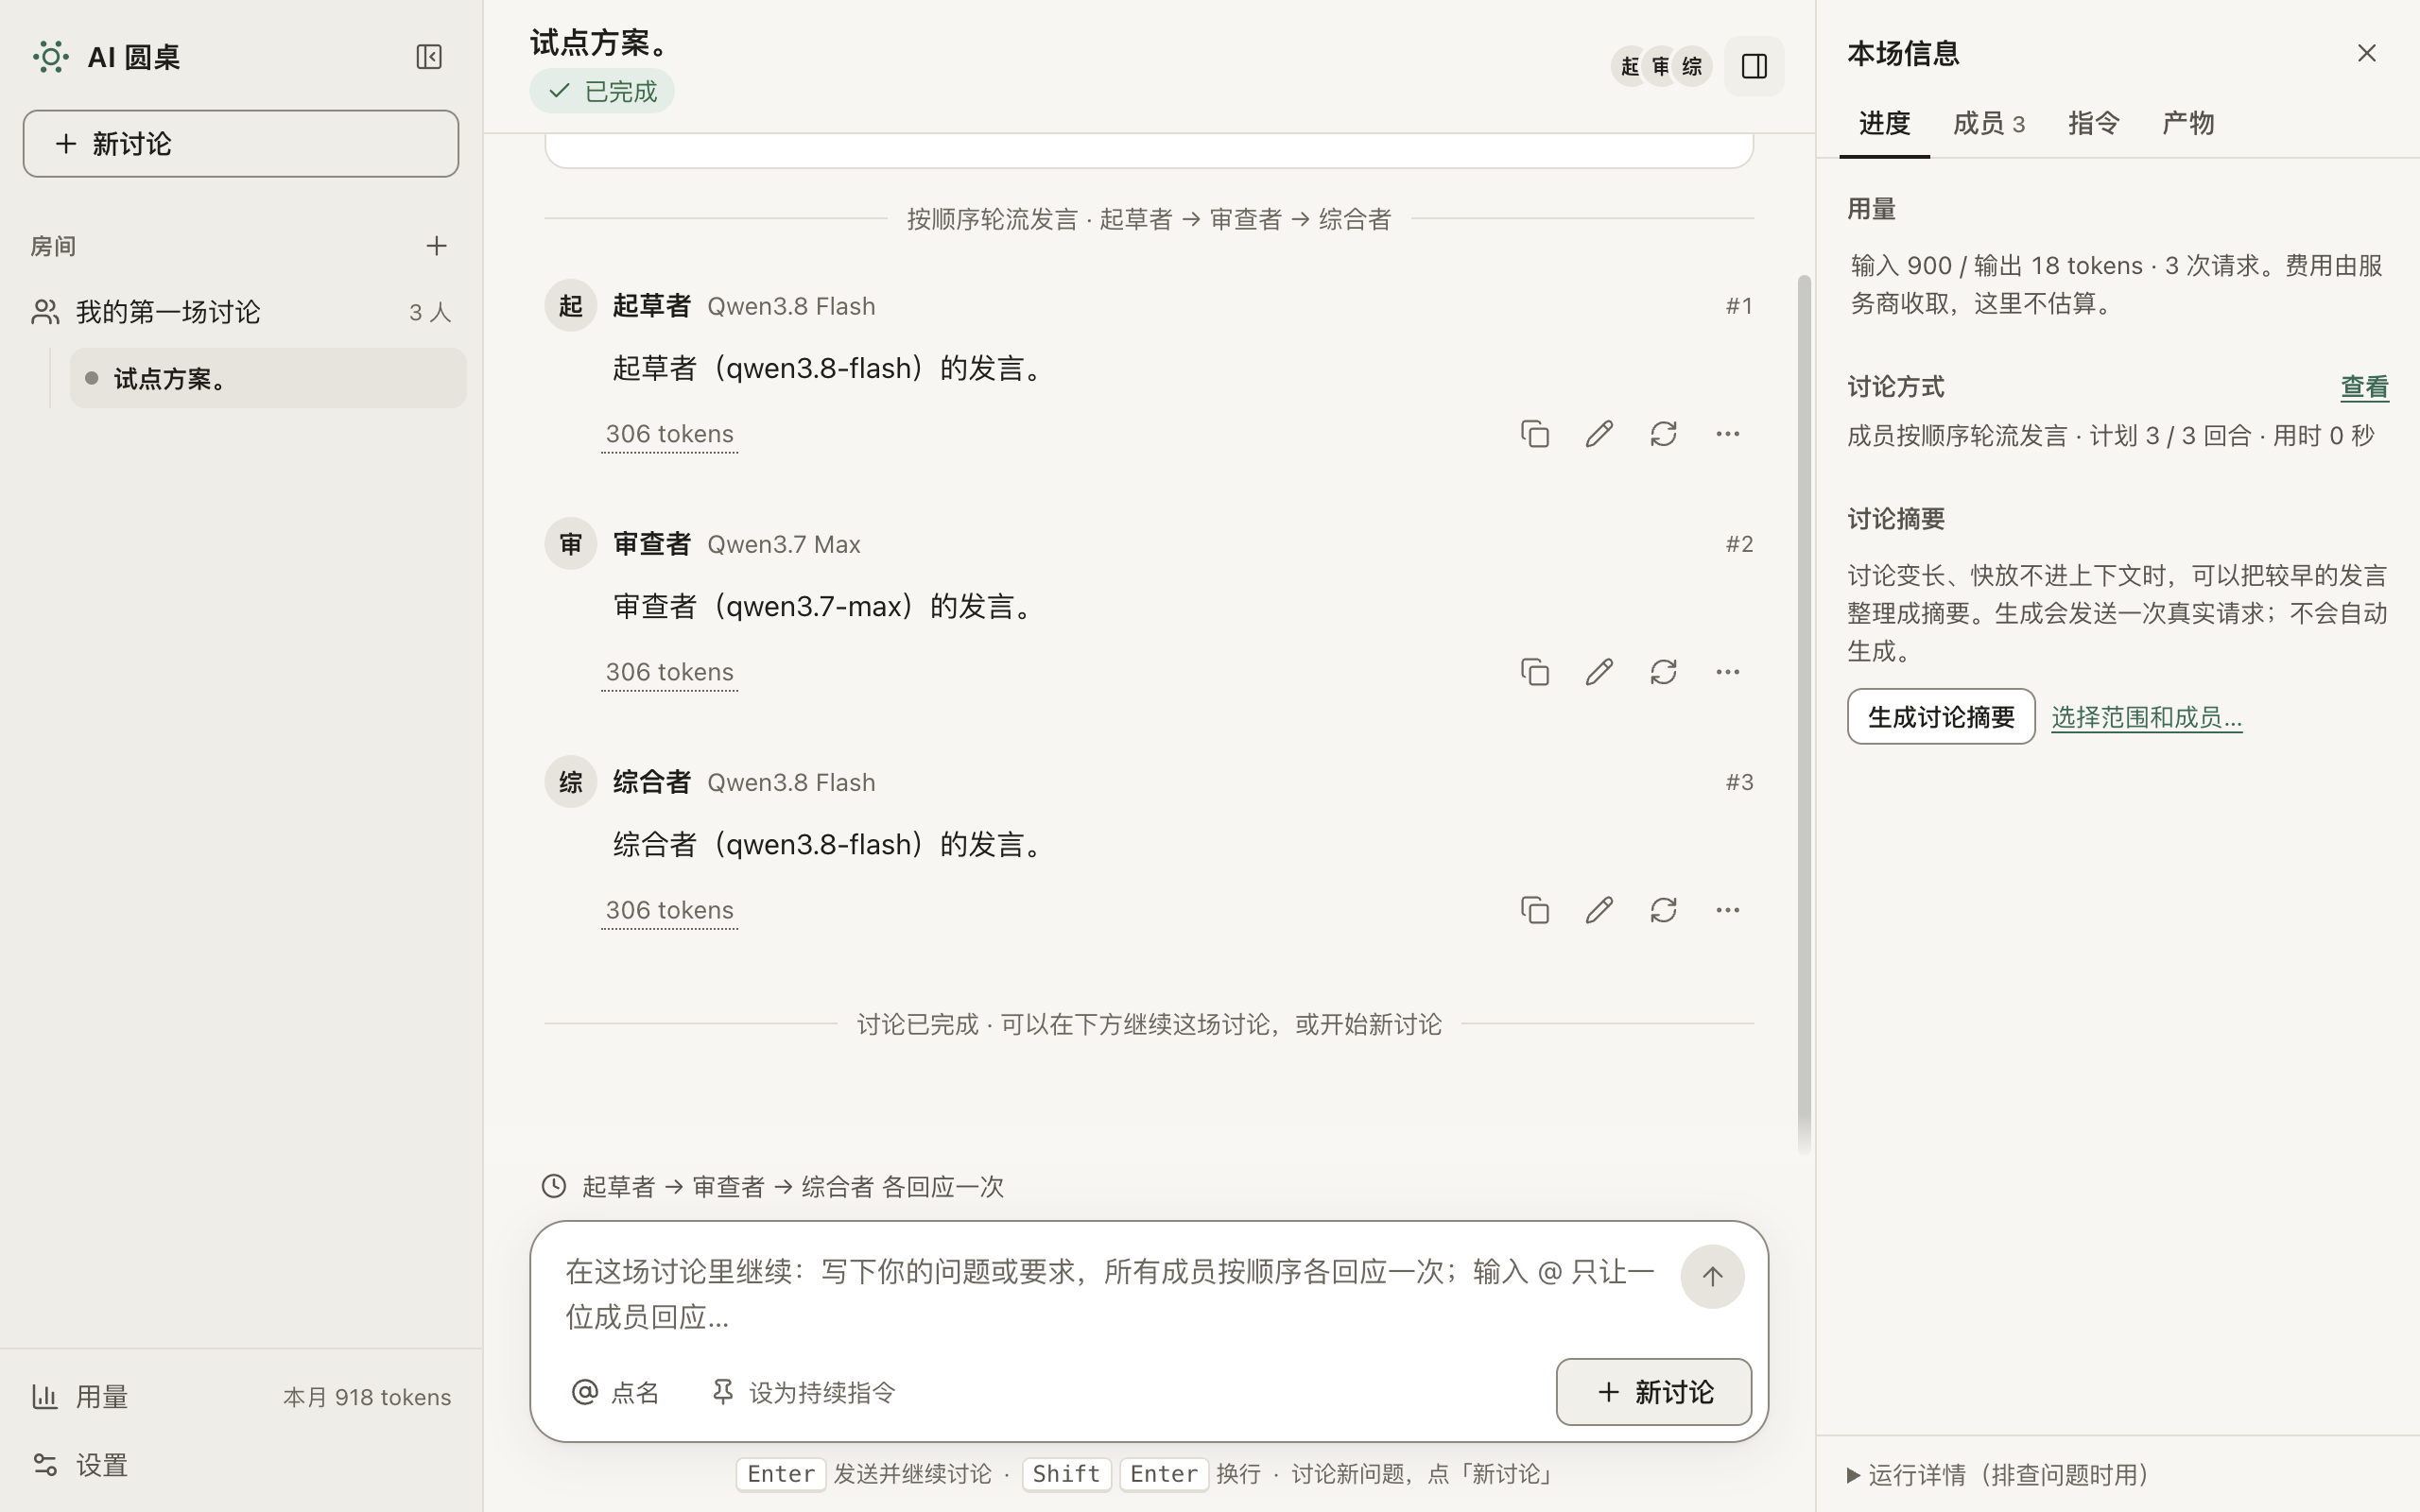 AI 圆桌
新讨论
房间
我的第一场讨论 3 人
试点方案。
用量 本月 918 tokens
设置
试点方案。
已完成
起 审 综
按顺序轮流发言 · 起草者 → 审查者 → 综合者
起 起草者 Qwen3.8 Flash #1
起草者（qwen3.8-flash）的发言。
306 tokens
审 审查者 Qwen3.7 Max #2
审查者（qwen3.7-max）的发言。
306 tokens
综 综合者 Qwen3.8 Flash #3
综合者（qwen3.8-flash）的发言。
306 tokens
讨论已完成 · 可以在下方继续这场讨论，或开始新讨论
起草者 → 审查者 → 综合者 各回应一次
在这场讨论里继续：写下你的问题或要求，所有成员按顺序各回应一次；输入 @ 只让一
位成员回应...
点名 设为持续指令 新讨论
Enter 发送并继续讨论 · Shift Enter 换行 · 讨论新问题，点「新讨论」
本场信息
进度 成员 3 指令 产物
用量
输入 900 / 输出 18 tokens · 3 次请求。费用由服
务商收取，这里不估算。
讨论方式 查看
成员按顺序轮流发言 · 计划 3 / 3 回合 · 用时 0 秒
讨论摘要
讨论变长、快放不进上下文时，可以把较早的发言
整理成摘要。生成会发送一次真实请求；不会自动
生成。
生成讨论摘要 选择范围和成员...
运行详情（排查问题时用）